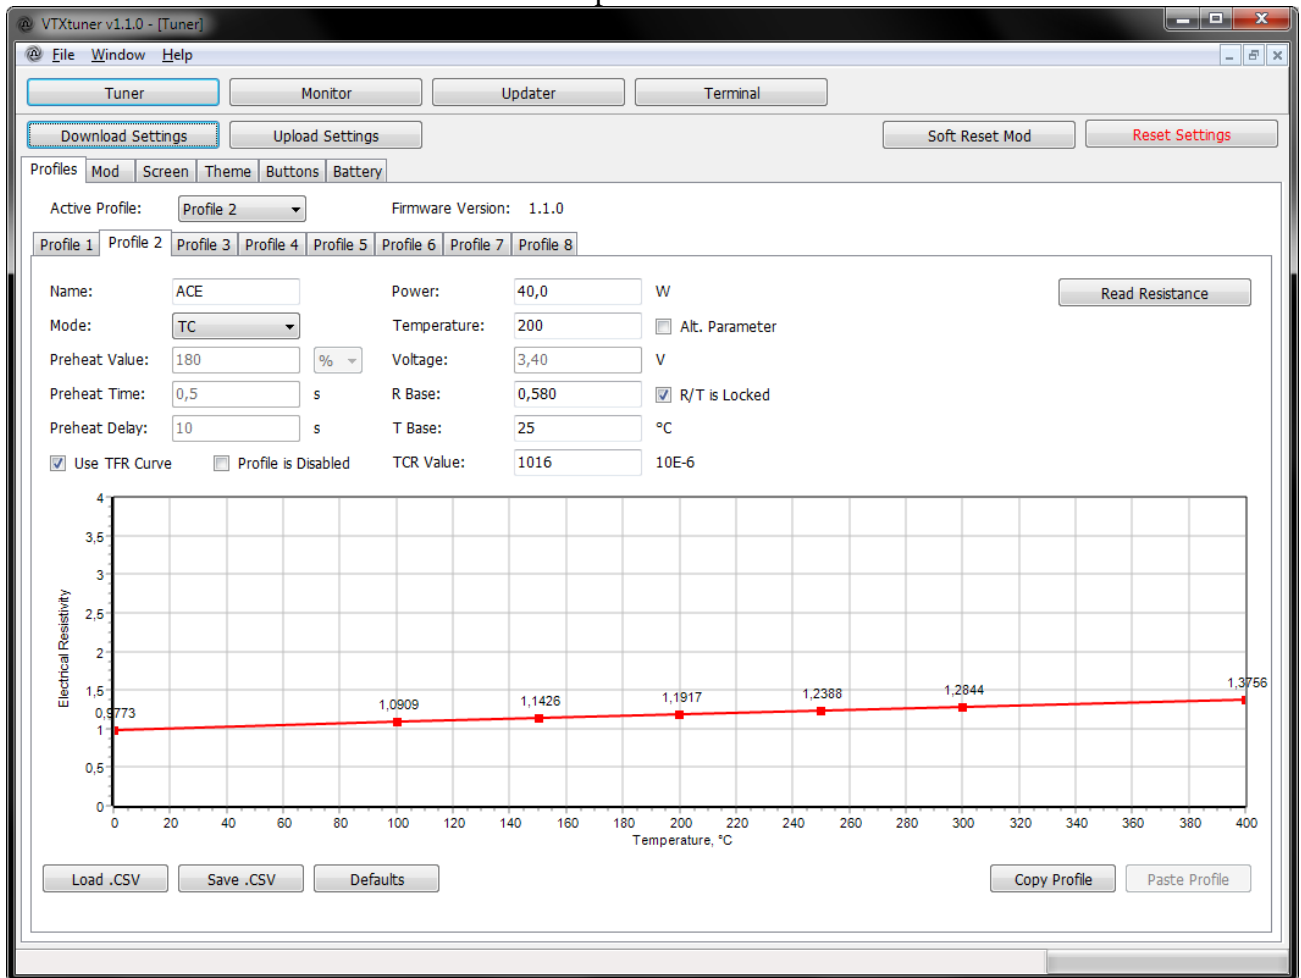 VTXtuner v1.1.0 - [Tuner]
File Window Help
Tuner Monitor Updater Terminal
Download Settings Upload Settings Soft Reset Mod Reset Settings
Profiles Mod Screen Theme Buttons Battery
Active Profile: Profile 2 Firmware Version: 1.1.0
Profile 1 Profile 2 Profile 3 Profile 4 Profile 5 Profile 6 Profile 7 Profile 8
Name: ACE Power: 40,0 W Read Resistance
Mode: TC Temperature: 200 Alt. Parameter
Preheat Value: 180 % Voltage: 3,40 V
Preheat Time: 0,5 s R Base: 0,580 R/T is Locked
Preheat Delay: 10 s T Base: 25 °C
Use TFR Curve Profile is Disabled TCR Value: 1016 10E-6
4
3,5
3
2,5
2
1,5
1
0,5
0
Electrical Resistivity
0,9773 1,0909 1,1426 1,1917 1,2388 1,2844 1,3756
0 20 40 60 80 100 120 140 160 180 200 220 240 260 280 300 320 340 360 380 400
Temperature, °C
Load .CSV Save .CSV Defaults Copy Profile Paste Profile